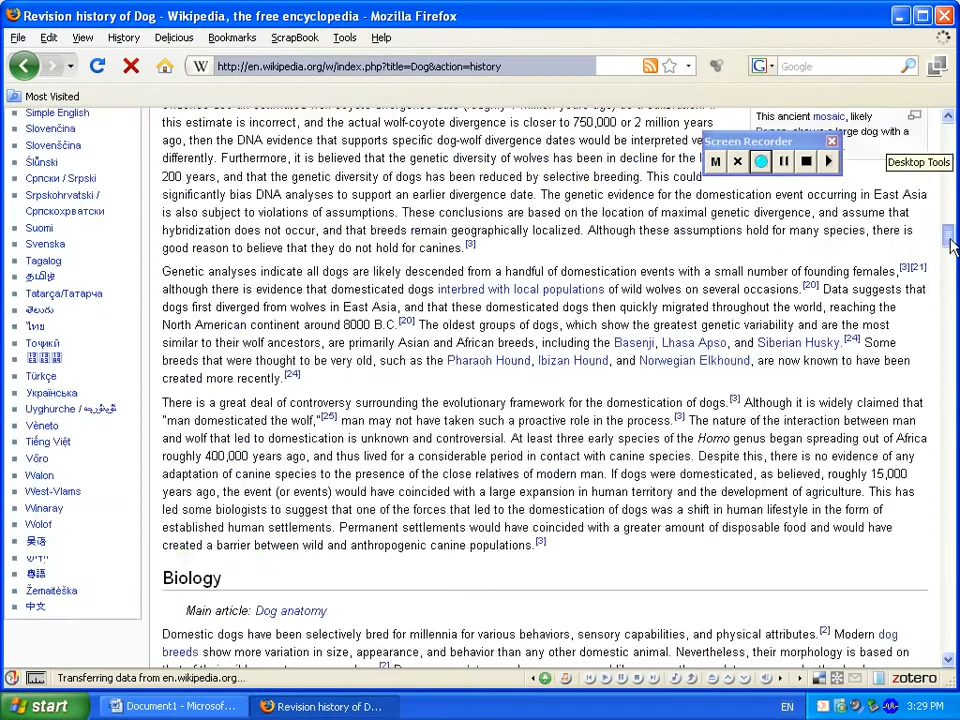 Revision history of Dog - Wikipedia, the free encyclopedia - Mozilla Firefox
File Edit View History Delicious Bookmarks ScrapBook Tools Help
http://en.wikipedia.org/w/index.php?title=Dog&action=history
Google
Most Visited
Simple English
Slovenčina
Slovenščina
Ślůnski
Српски / Srpski
Srpskohrvatski /
Српскохрватски
Suomi
Svenska
Tagalog
தமிழ்
Tatarça/Татарча
తెలుగు
ไทย
Тоҷикӣ
Türkçe
Українська
Uyghurche / ئۇيغۇرچە
Vèneto
Tiếng Việt
Võro
Walon
West-Vlams
Winaray
Wolof
吴语
ייִדיש
粵語
Žemaitėška
中文
this estimate is incorrect, and the actual wolf-coyote divergence is closer to 750,000 or 2 million years
ago, then the DNA evidence that supports specific dog-wolf divergence dates would be interpreted ve
differently. Furthermore, it is believed that the genetic diversity of wolves has been in decline for the l
200 years, and that the genetic diversity of dogs has been reduced by selective breeding. This could
significantly bias DNA analyses to support an earlier divergence date. The genetic evidence for the domestication event occurring in East Asia
is also subject to violations of assumptions. These conclusions are based on the location of maximal genetic divergence, and assume that
hybridization does not occur, and that breeds remain geographically localized. Although these assumptions hold for many species, there is
good reason to believe that they do not hold for canines.[3]
This ancient mosaic, likely
large dog with a
Screen Recorder
M
Desktop Tools
Genetic analyses indicate all dogs are likely descended from a handful of domestication events with a small number of founding females,[3][21]
although there is evidence that domesticated dogs interbred with local populations of wild wolves on several occasions.[20] Data suggests that
dogs first diverged from wolves in East Asia, and that these domesticated dogs then quickly migrated throughout the world, reaching the
North American continent around 8000 B.C.[20] The oldest groups of dogs, which show the greatest genetic variability and are the most
similar to their wolf ancestors, are primarily Asian and African breeds, including the Basenji, Lhasa Apso, and Siberian Husky.[24] Some
breeds that were thought to be very old, such as the Pharaoh Hound, Ibizan Hound, and Norwegian Elkhound, are now known to have been
created more recently.[24]
There is a great deal of controversy surrounding the evolutionary framework for the domestication of dogs.[3] Although it is widely claimed that
"man domesticated the wolf,"[25] man may not have taken such a proactive role in the process.[3] The nature of the interaction between man
and wolf that led to domestication is unknown and controversial. At least three early species of the Homo genus began spreading out of Africa
roughly 400,000 years ago, and thus lived for a considerable period in contact with canine species. Despite this, there is no evidence of any
adaptation of canine species to the presence of the close relatives of modern man. If dogs were domesticated, as believed, roughly 15,000
years ago, the event (or events) would have coincided with a large expansion in human territory and the development of agriculture. This has
led some biologists to suggest that one of the forces that led to the domestication of dogs was a shift in human lifestyle in the form of
established human settlements. Permanent settlements would have coincided with a greater amount of disposable food and would have
created a barrier between wild and anthropogenic canine populations.[3]
Biology
Main article: Dog anatomy
Domestic dogs have been selectively bred for millennia for various behaviors, sensory capabilities, and physical attributes.[2] Modern dog
breeds show more variation in size, appearance, and behavior than any other domestic animal. Nevertheless, their morphology is based on
Transferring data from en.wikipedia.org...
zotero
start
Document1 - Microsof...
Revision history of D...
EN
3:29 PM